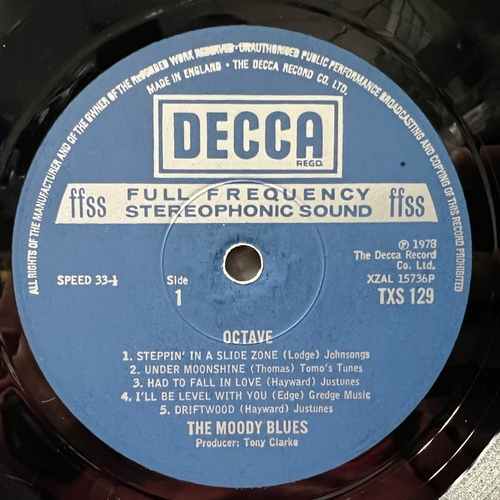 ALL RIGHTS OF THE MANUFACTURER AND OF THE OWNER OF THE RECORDED WORK RESERVED · UNAUTHORISED PUBLIC PERFORMANCE BROADCASTING AND COPYING OF THIS RECORD PROHIBITED
MADE IN ENGLAND · THE DECCA RECORD CO. LTD.
DECCA
REGD.
ffss FULL FREQUENCY ffss
STEREOPHONIC SOUND
℗ 1978
The Decca Record
Co. Ltd.
SPEED 33-⅓ Side XZAL 15736P
1 TXS 129
OCTAVE
1. STEPPIN' IN A SLIDE ZONE (Lodge) Johnsongs
2. UNDER MOONSHINE (Thomas) Tomo's Tunes
3. HAD TO FALL IN LOVE (Hayward) Justunes
4. I'LL BE LEVEL WITH YOU (Edge) Gredge Music
5. DRIFTWOOD (Hayward) Justunes
THE MOODY BLUES
Producer: Tony Clarke